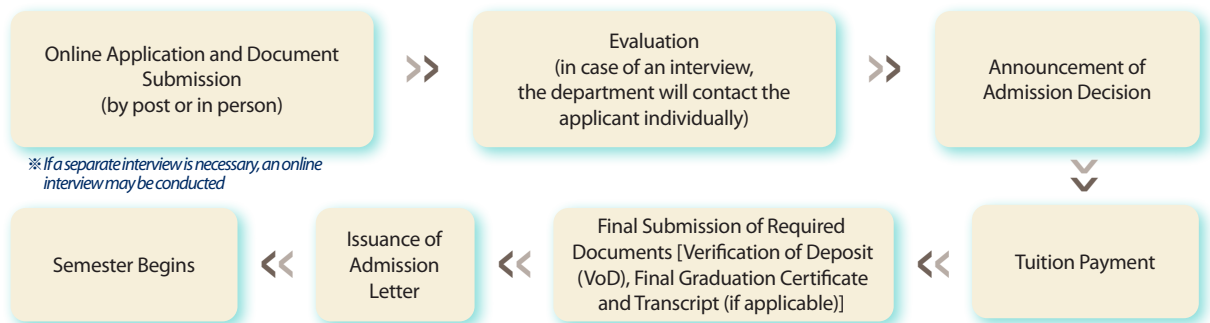 Online Application and Document
Submission
(by post or in person)
Evaluation
(in case of an interview,
the department will contact the
applicant individually)
Announcement of
Admission Decision
※ If a separate interview is necessary, an online
interview may be conducted
Tuition Payment
Final Submission of Required
Documents [Verification of Deposit
(VoD), Final Graduation Certificate
and Transcript (if applicable)]
Issuance of
Admission
Letter
Semester Begins